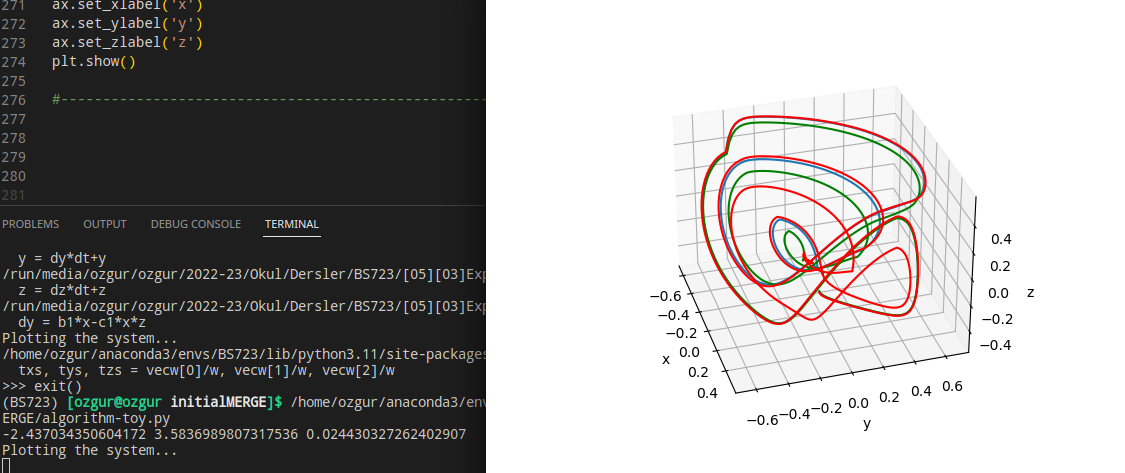 271 ax.set_xlabel('x')
272 ax.set_ylabel('y')
273 ax.set_zlabel('z')
274 plt.show()
275
276 #----------------------------------------------------
277
278
279
280
281
PROBLEMS OUTPUT DEBUG CONSOLE TERMINAL
y = dy*dt+y
/run/media/ozgur/ozgur/2022-23/Okul/Dersler/BS723/[05][03]Exp
z = dz*dt+z
/run/media/ozgur/ozgur/2022-23/Okul/Dersler/BS723/[05][03]Exp
dy = b1*x-c1*x*z
Plotting the system...
/home/ozgur/anaconda3/envs/BS723/lib/python3.11/site-packages
txs, tys, tzs = vecw[0]/w, vecw[1]/w, vecw[2]/w
>>> exit()
(BS723) [ozgur@ozgur initialMERGE]$ /home/ozgur/anaconda3/env
ERGE/algorithm-toy.py
-2.437034350604172 3.5836989807317536 0.024430327262402907
Plotting the system...
0.4
0.2
0.0
−0.2
−0.4
z
−0.6
−0.4
−0.2
0.0
0.2
0.4
x
−0.6 −0.4 −0.2 0.0 0.2 0.4 0.6
y